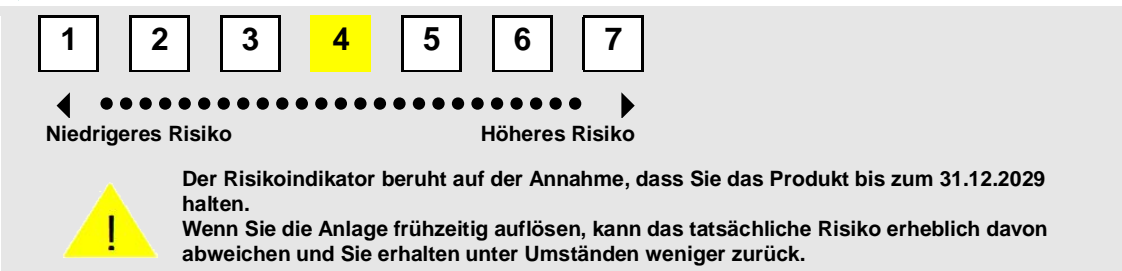 1 2 3 4 5 6 7
Niedrigeres Risiko Höheres Risiko
!
Der Risikoindikator beruht auf der Annahme, dass Sie das Produkt bis zum 31.12.2029
halten.
Wenn Sie die Anlage frühzeitig auflösen, kann das tatsächliche Risiko erheblich davon
abweichen und Sie erhalten unter Umständen weniger zurück.